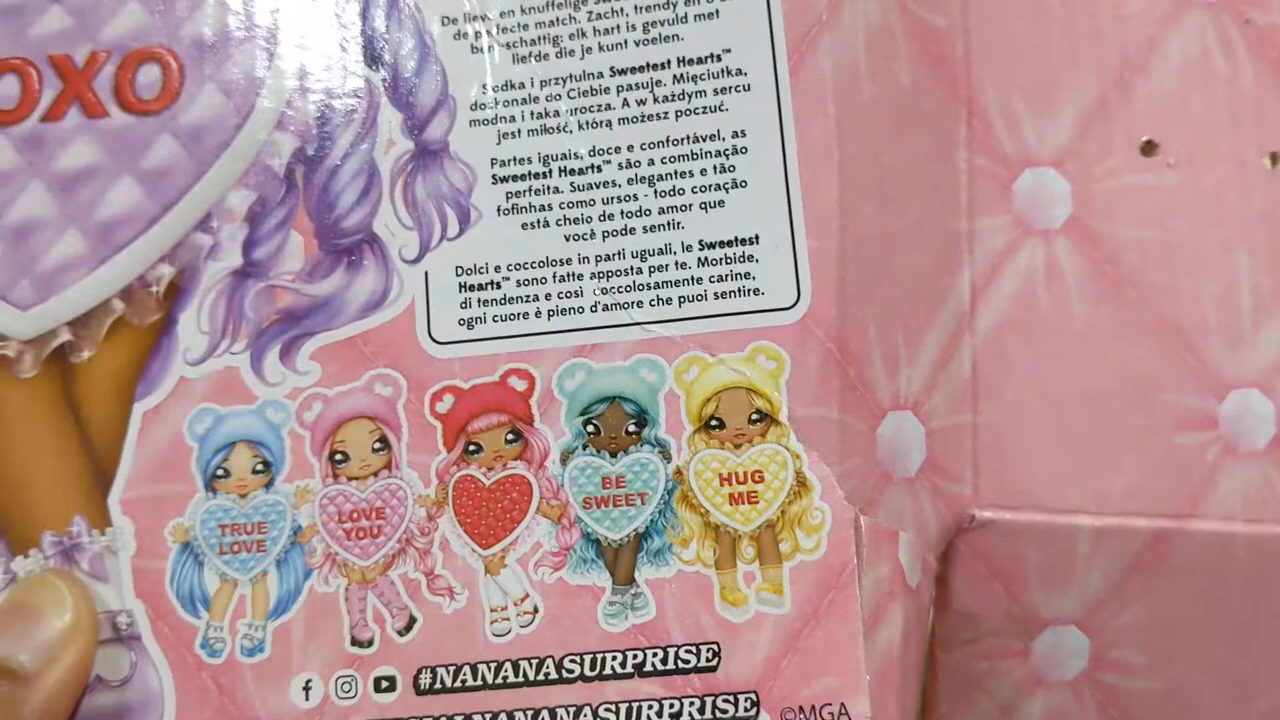 OXO
De lieve en knuffelige
de perfecte match. Zacht, trendy en
schattig: elk hart is gevuld met
liefde die je kunt voelen.
Słodka i przytulna Sweetest Hearts™
doskonale do Ciebie pasuje. Mięciutka,
modna i taka urocza. A w każdym sercu
jest miłość, którą możesz poczuć.
Partes iguais, doce e confortável, as
Sweetest Hearts™ são a combinação
perfeita. Suaves, elegantes e tão
fofinhas como ursos - todo coração
está cheio de todo amor que
você pode sentir.
Dolci e coccolose in parti uguali, le Sweetest
Hearts™ sono fatte apposta per te. Morbide,
di tendenza e così coccolosamente carine,
ogni cuore è pieno d'amore che puoi sentire.
TRUE
LOVE
LOVE
YOU
BE
SWEET
HUG
ME
#NANANASURPRISE
NANANASURPRISE
©MGA